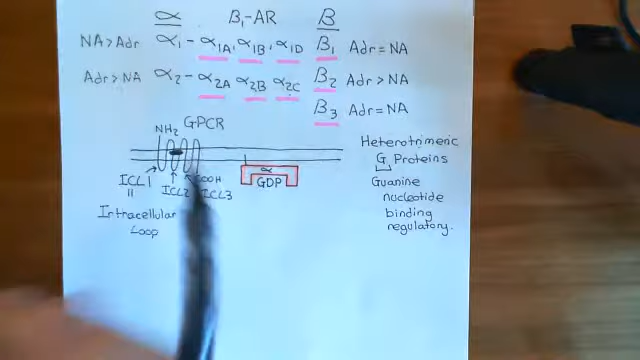 α β₁-AR β
NA>Adr α₁ - α₁A, α₁B, α₁D β₁ Adr = NA
Adr>NA α₂ - α₂A α₂B α₂C β₂ Adr > NA
β₃ Adr = NA
NH₂ GPCR
Heterotrimeric
G Proteins
Guanine
nucleotide
binding
regulatory.
α
GDP
COOH
ICL1 ICL2 ICL3
॥
Intracellular
Loop